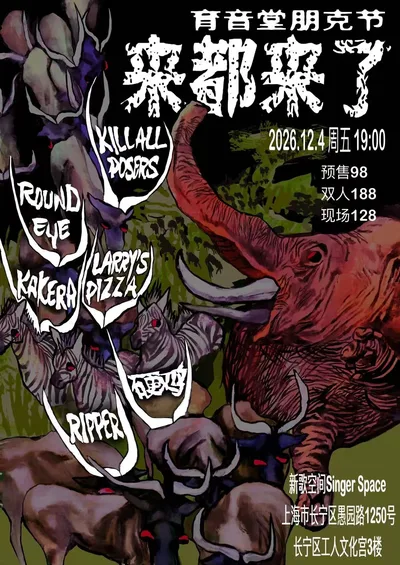 育音堂朋克节
来都来了
2026.12.4 周五 19:00
预售98
双人188
现场128
KILL ALL
POSERS
ROUND
EYE
KAKERA
LARRY'S
PIZZA
RIPPER
新歌空间Singer Space
上海市长宁区愚园路1250号
长宁区工人文化宫3楼